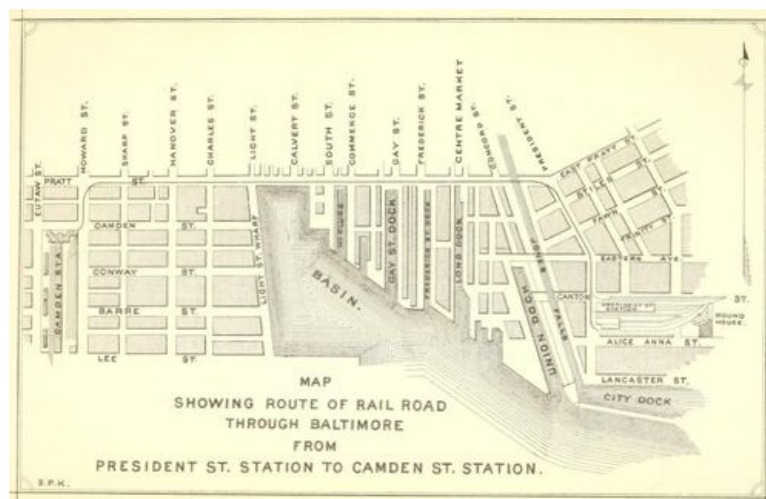 EUTAW ST.
HOWARD ST.
SHARP ST.
HANOVER ST.
CHARLES ST.
LIGHT ST.
CALVERT ST.
SOUTH ST.
COMMERCE ST.
GAY ST.
FREDERICK ST.
CENTRE MARKET
CONCORD ST.
PRESIDENT ST.
PRATT ST.
EAST PRATT ST.
STILES ST.
FAWN ST.
TRINITY ST.
EASTERN AVE.
CAMDEN ST.
CONWAY ST.
BARRE ST.
LEE ST.
CAMDEN STA.
LIGHT ST. WHARF
BASIN.
GAY ST. DOCK
FREDERICK ST. DOCK
LONG DOCK
UNION DOCK
JONES FALLS
CANTON ST.
PRESIDENT ST.
STATION
ROUND
HOUSE.
ALICE ANNA ST.
LANCASTER ST.
CITY DOCK
MAP
SHOWING ROUTE OF RAIL ROAD
THROUGH BALTIMORE
FROM
PRESIDENT ST. STATION TO CAMDEN ST. STATION.
B.P.H.